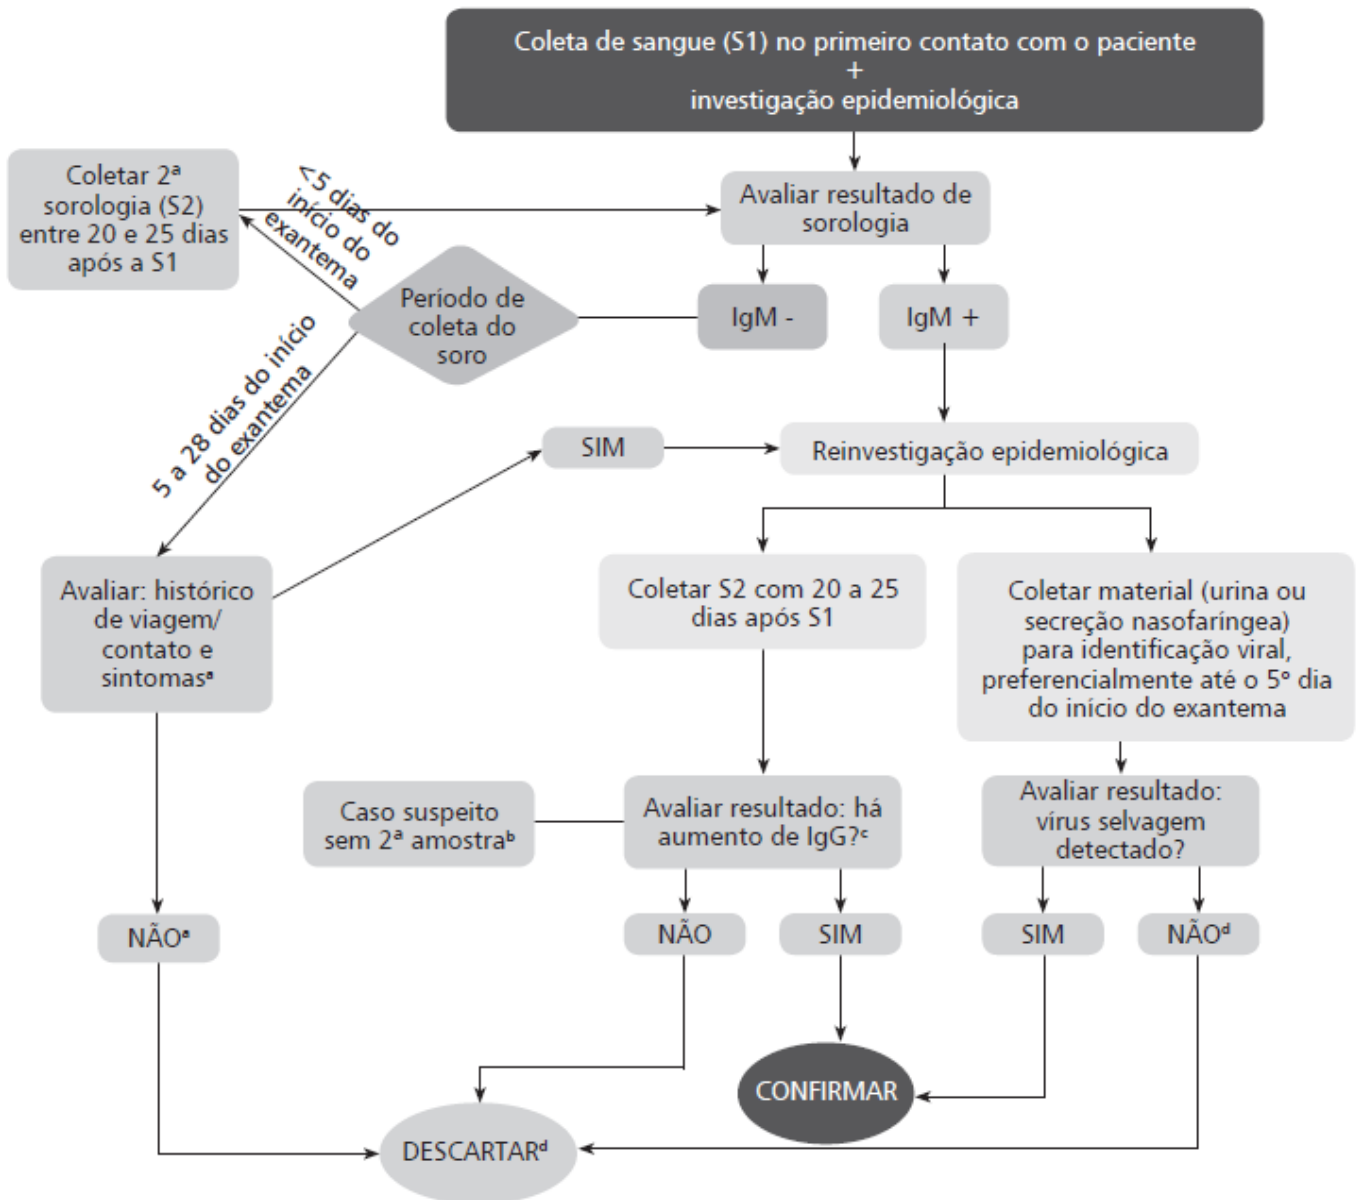 Coleta de sangue (S1) no primeiro contato com o paciente
+
investigação epidemiológica
Coletar 2ª
sorologia (S2)
entre 20 e 25 dias
após a S1
<5 dias do
início do
exantema
Avaliar resultado de
sorologia
Período de
coleta do
soro
IgM -
IgM +
5 a 28 dias do início
do exantema
SIM
Reinvestigação epidemiológica
Avaliar: histórico
de viagem/
contato e
sintomasª
Coletar S2 com 20 a 25
dias após S1
Coletar material (urina ou
secreção nasofaríngea)
para identificação viral,
preferencialmente até o 5º dia
do início do exantema
Caso suspeito
sem 2ª amostraᵇ
Avaliar resultado: há
aumento de IgG?ᶜ
Avaliar resultado:
vírus selvagem
detectado?
NÃOª
NÃO
SIM
SIM
NÃOᵈ
CONFIRMAR
DESCARTARᵈ